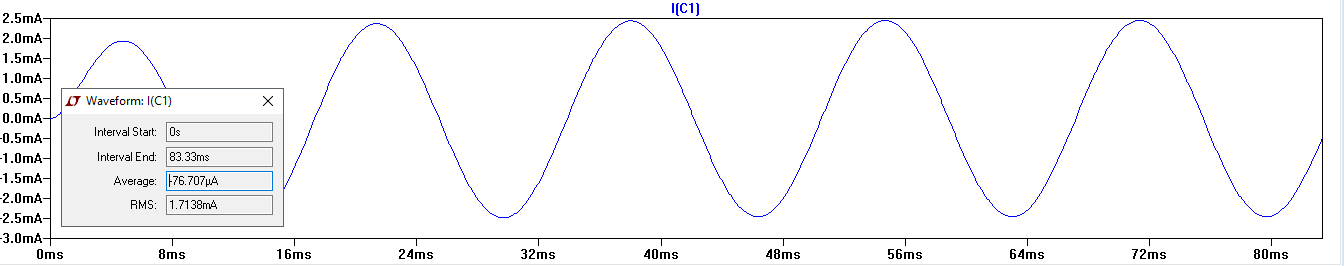 I(C1)
2.5mA
2.0mA
1.5mA
1.0mA
0.5mA
0.0mA
-0.5mA
-1.0mA
-1.5mA
-2.0mA
-2.5mA
-3.0mA
Waveform: I(C1)
Interval Start: 0s
Interval End: 83.33ms
Average: -76.707µA
RMS: 1.7138mA
0ms 8ms 16ms 24ms 32ms 40ms 48ms 56ms 64ms 72ms 80ms